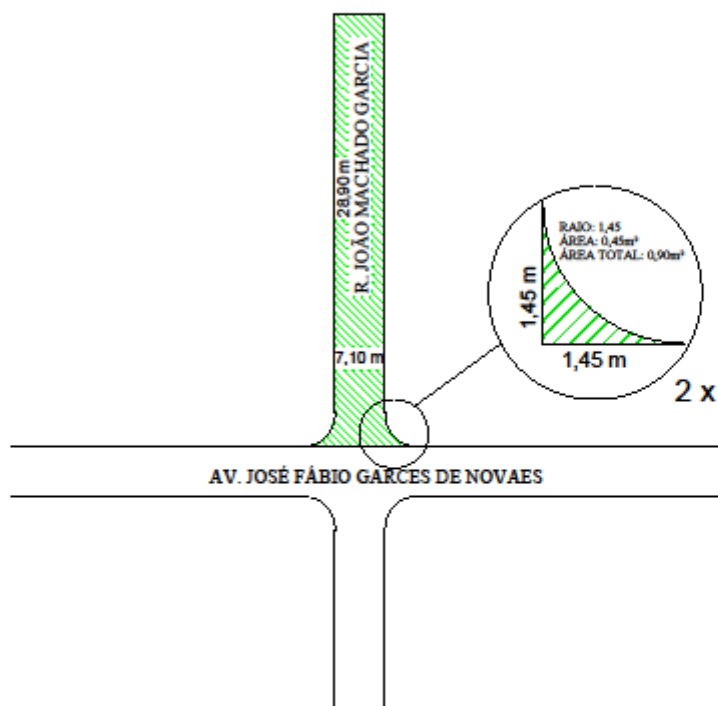 28,90 m
R. JOÃO MACHADO GARCIA
7,10 m
RAIO: 1,45
ÁREA: 0,45m²
ÁREA TOTAL: 0,90m²
1,45 m
1,45 m
2 x
AV. JOSÉ FÁBIO GARCES DE NOVAES